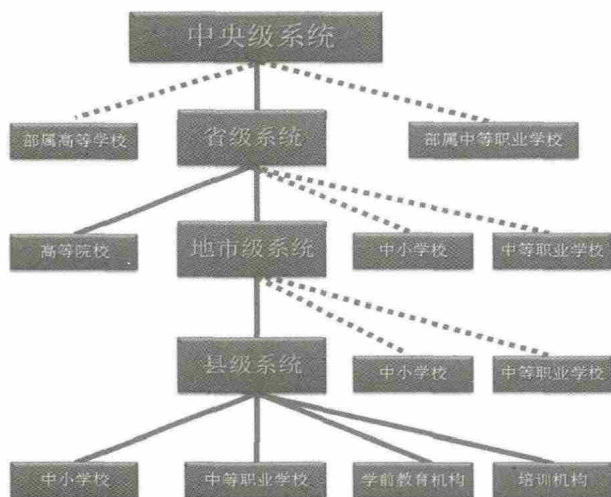 中央级系统
部属高等学校
省级系统
部属中等职业学校
高等院校
地市级系统
中小学校
中等职业学校
县级系统
中小学校
中等职业学校
中小学校
中等职业学校
学前教育机构
培训机构